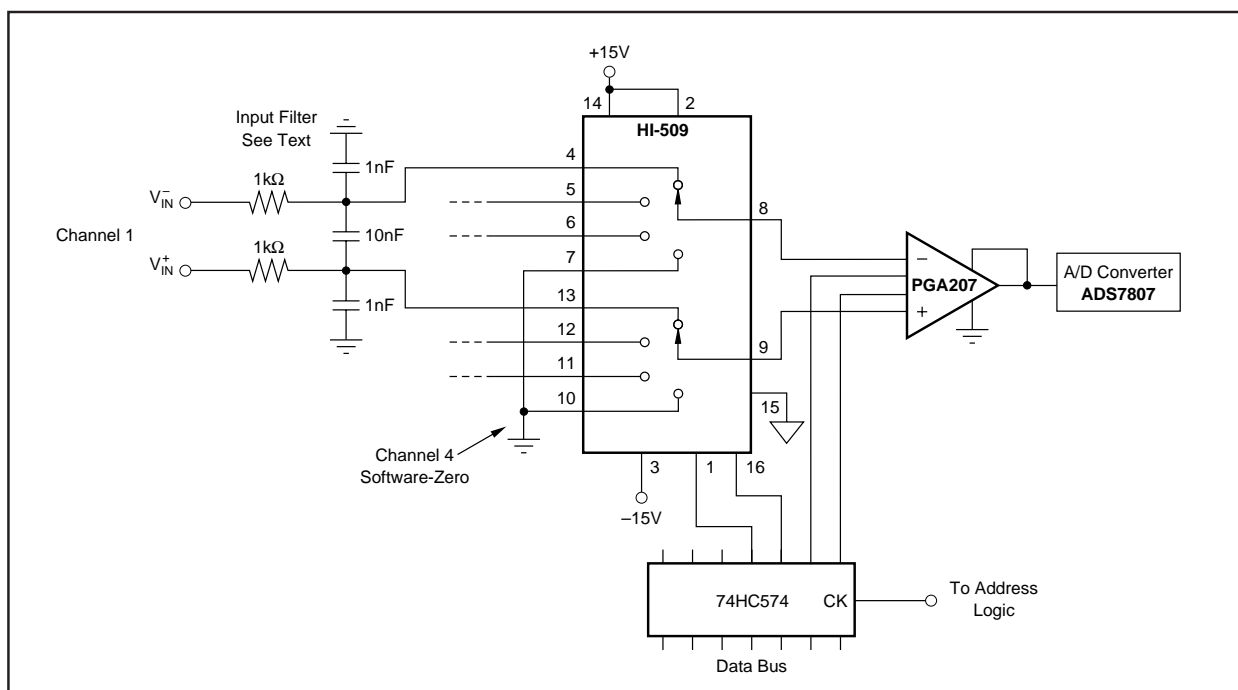 +15V
14
2
HI-509
Input Filter
See Text
1nF
4
1kΩ
V–IN
5
8
6
Channel 1
10nF
1kΩ
7
V+IN
–
PGA207
+
A/D Converter
ADS7807
13
1nF
12
9
11
10
15
Channel 4
Software-Zero
3
1
16
–15V
74HC574
CK
To Address
Logic
Data Bus